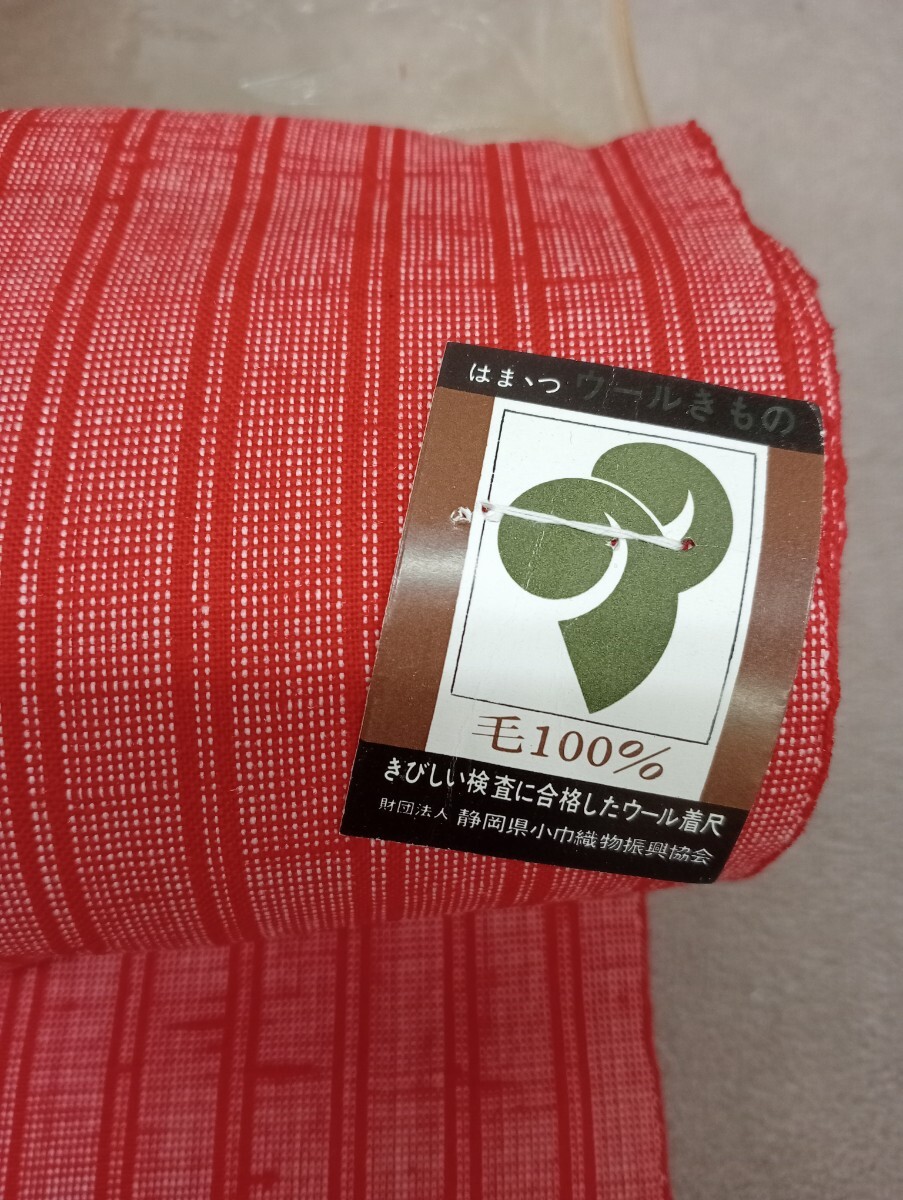 はまゝつ ウールきもの
毛100%
きびしい検査に合格したウール着尺
財団法人 静岡県小巾織物振興協会